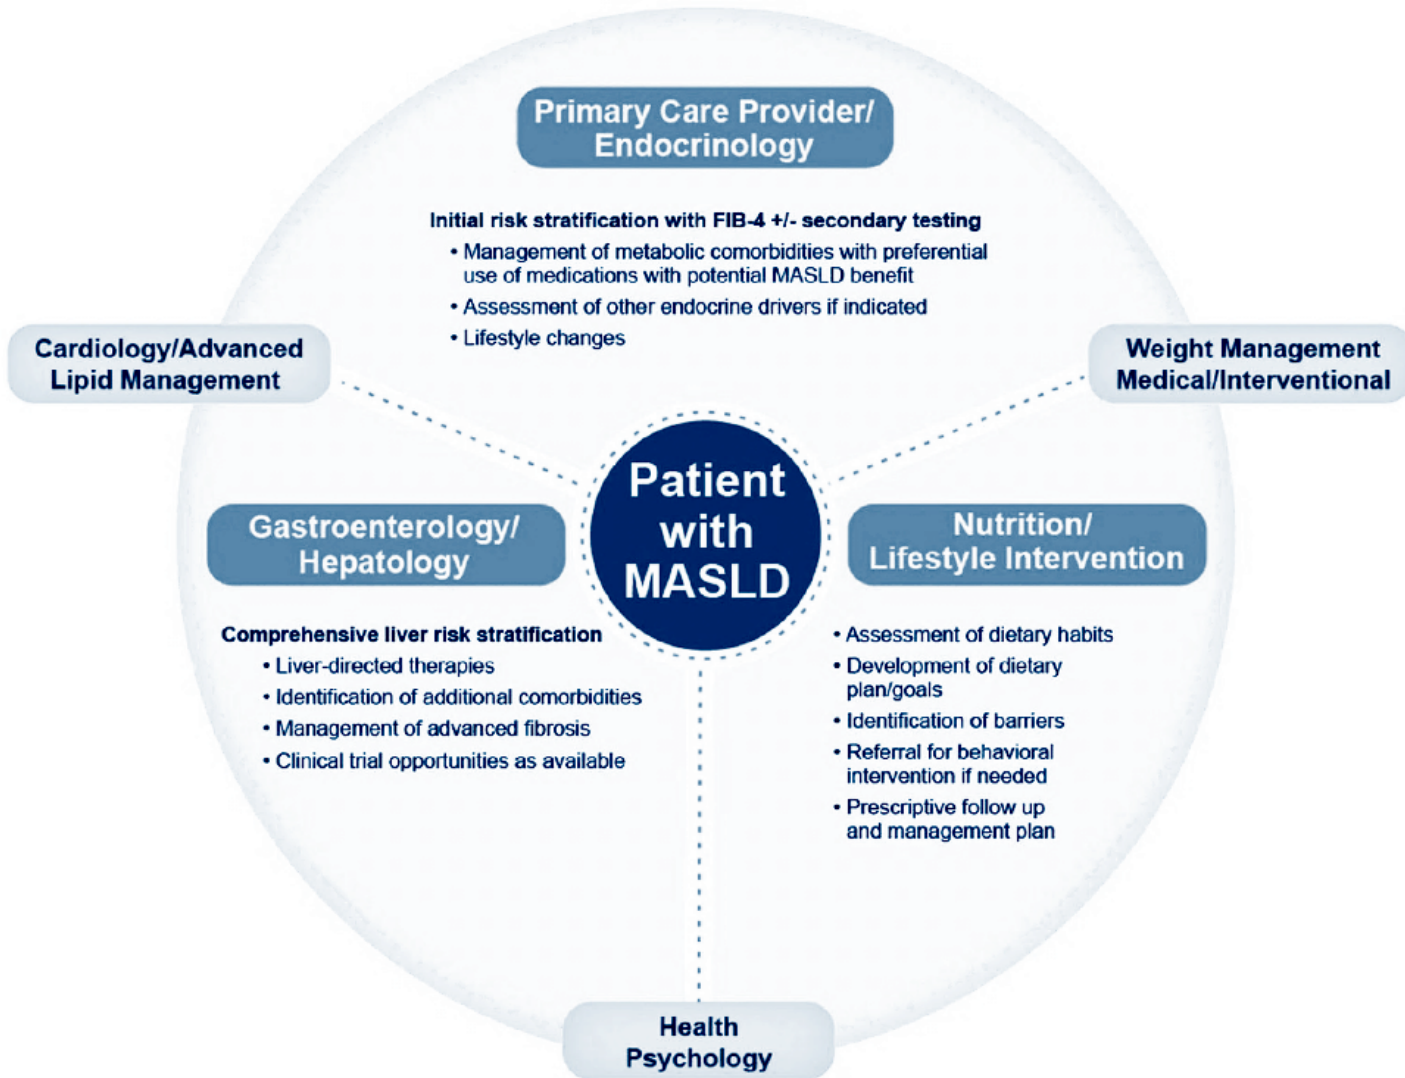 Primary Care Provider/
Endocrinology
Initial risk stratification with FIB-4 +/- secondary testing
• Management of metabolic comorbidities with preferential
use of medications with potential MASLD benefit
• Assessment of other endocrine drivers if indicated
• Lifestyle changes
Cardiology/Advanced
Lipid Management
Weight Management
Medical/Interventional
Patient
with
MASLD
Gastroenterology/
Hepatology
Comprehensive liver risk stratification
• Liver-directed therapies
• Identification of additional comorbidities
• Management of advanced fibrosis
• Clinical trial opportunities as available
Nutrition/
Lifestyle Intervention
• Assessment of dietary habits
• Development of dietary
plan/goals
• Identification of barriers
• Referral for behavioral
intervention if needed
• Prescriptive follow up
and management plan
Health
Psychology